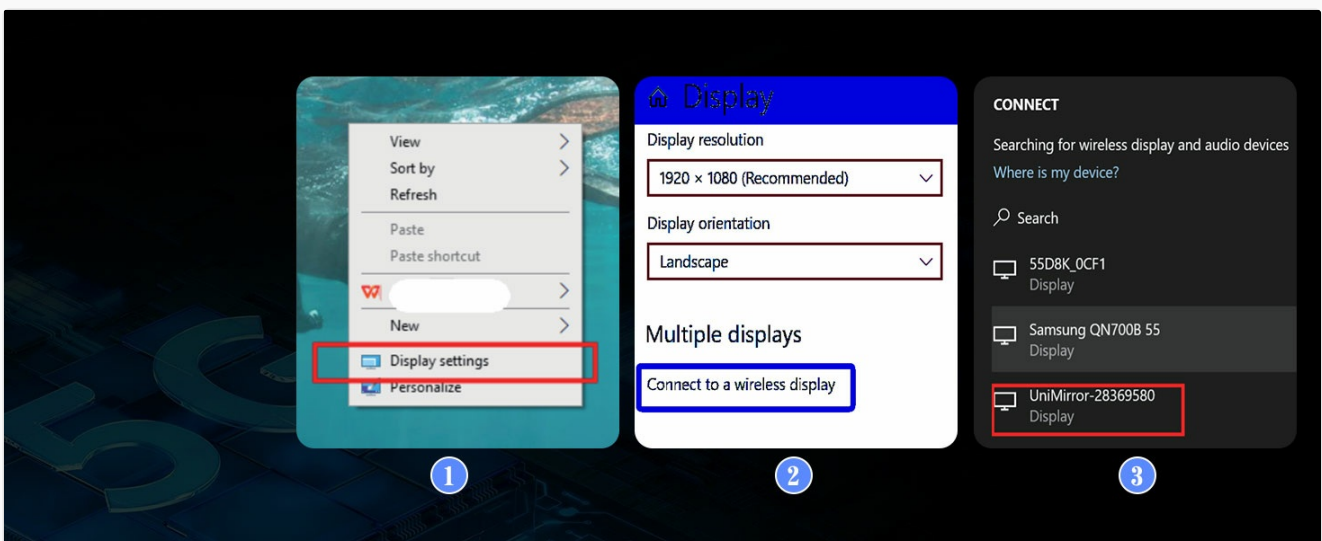 View
Sort by
Refresh
Paste
Paste shortcut
New
Display settings
Personalize
1
Display
Display resolution
1920 × 1080 (Recommended)
Display orientation
Landscape
Multiple displays
Connect to a wireless display
2
CONNECT
Searching for wireless display and audio devices
Where is my device?
Search
55D8K_0CF1
Display
Samsung QN700B 55
Display
UniMirror-28369580
Display
3
5G